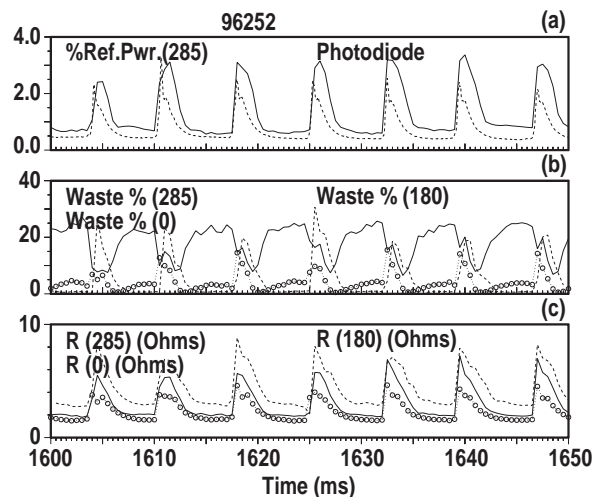 96252
(a)
4.0
%Ref.Pwr.(285) Photodiode
2.0
0.0
(b)
40
Waste % (285) Waste % (180)
Waste % (0)
20
0
(c)
10
R (285) (Ohms) R (180) (Ohms)
R (0) (Ohms)
0
1600 1610 1620 1630 1640 1650
Time (ms)